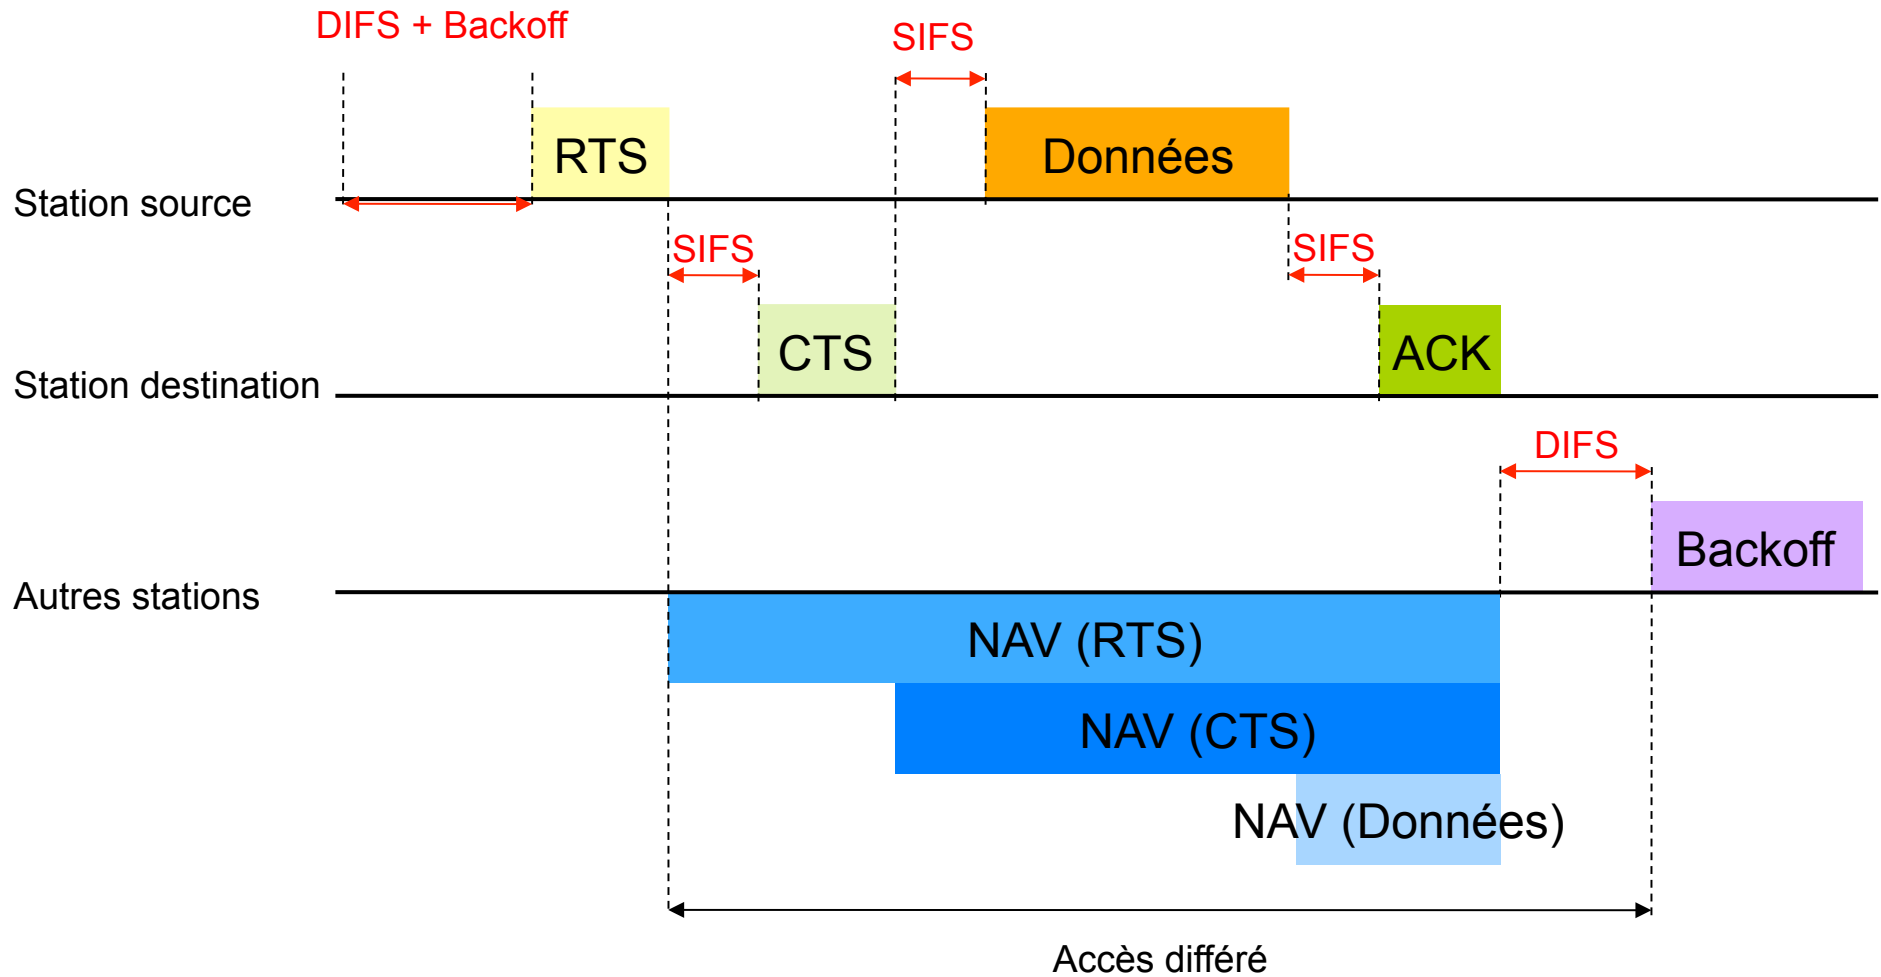 DIFS + Backoff
SIFS
RTS
Données
Station source
SIFS
SIFS
CTS
ACK
Station destination
DIFS
Backoff
Autres stations
NAV (RTS)
NAV (CTS)
NAV (Données)
Accès différé